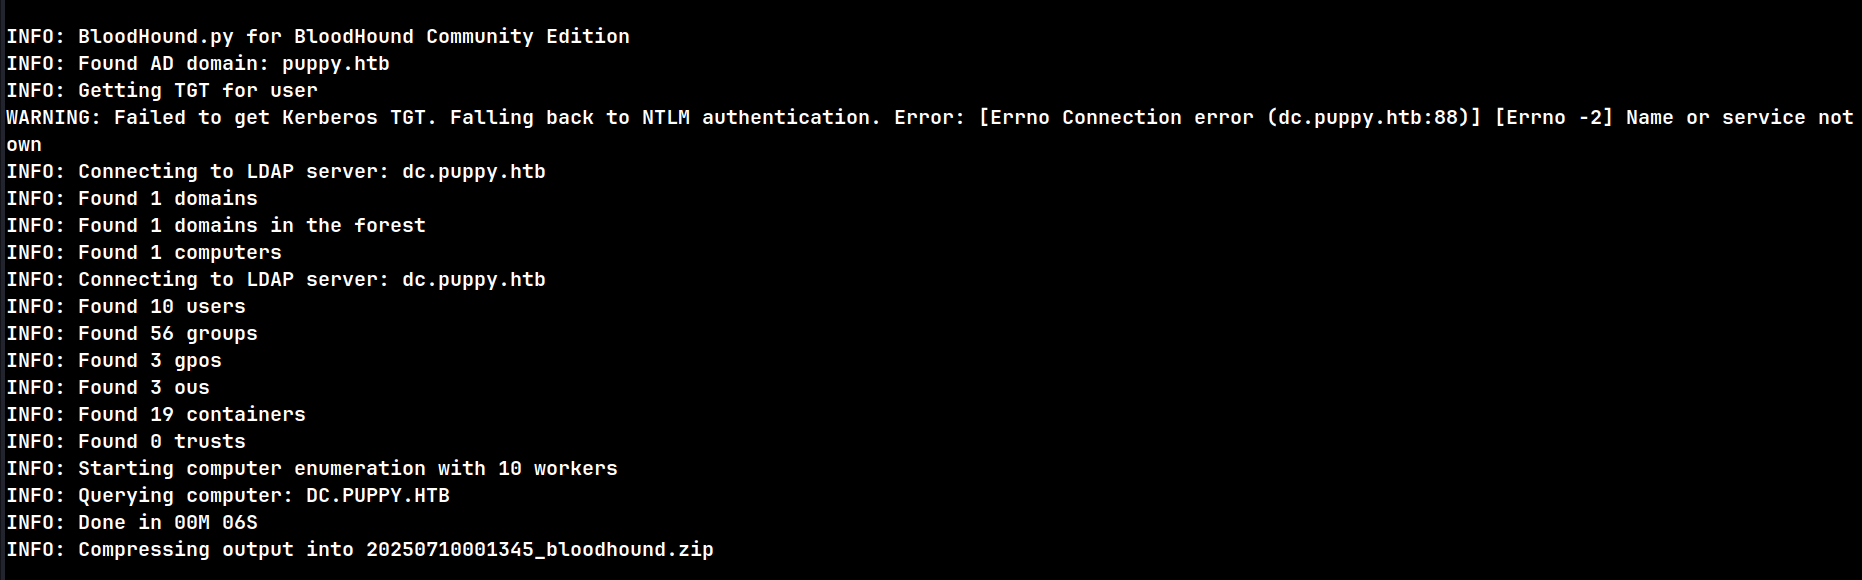 INFO: BloodHound.py for BloodHound Community Edition
INFO: Found AD domain: puppy.htb
INFO: Getting TGT for user
WARNING: Failed to get Kerberos TGT. Falling back to NTLM authentication. Error: [Errno Connection error (dc.puppy.htb:88)] [Errno -2] Name or service not
own
INFO: Connecting to LDAP server: dc.puppy.htb
INFO: Found 1 domains
INFO: Found 1 domains in the forest
INFO: Found 1 computers
INFO: Connecting to LDAP server: dc.puppy.htb
INFO: Found 10 users
INFO: Found 56 groups
INFO: Found 3 gpos
INFO: Found 3 ous
INFO: Found 19 containers
INFO: Found 0 trusts
INFO: Starting computer enumeration with 10 workers
INFO: Querying computer: DC.PUPPY.HTB
INFO: Done in 00M 06S
INFO: Compressing output into 20250710001345_bloodhound.zip